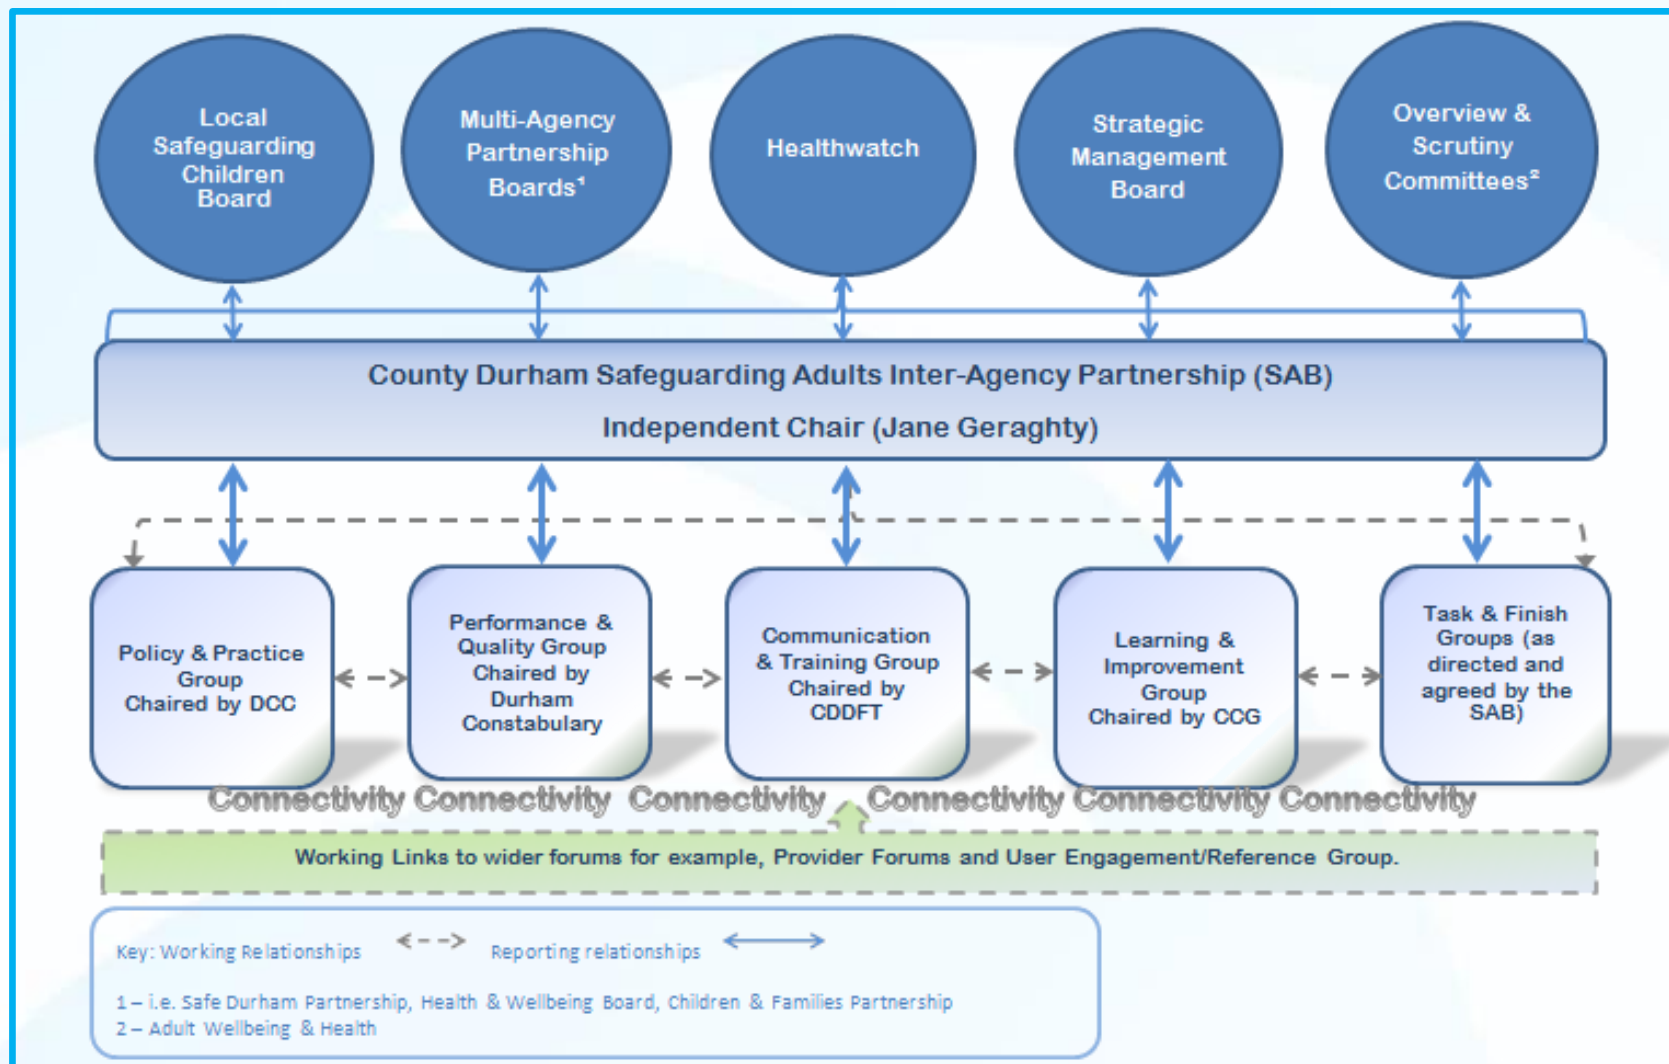 Local
Safeguarding
Children
Board
Multi-Agency
Partnership
Boards¹
Healthwatch
Strategic
Management
Board
Overview &
Scrutiny
Committees²
County Durham Safeguarding Adults Inter-Agency Partnership (SAB)
Independent Chair (Jane Geraghty)
Policy & Practice
Group
Chaired by DCC
Performance &
Quality Group
Chaired by
Durham
Constabulary
Communication
& Training Group
Chaired by
CDDFT
Learning &
Improvement
Group
Chaired by CCG
Task & Finish
Groups (as
directed and
agreed by the
SAB)
Connectivity Connectivity Connectivity Connectivity Connectivity Connectivity
Working Links to wider forums for example, Provider Forums and User Engagement/Reference Group.
Key: Working Relationships Reporting relationships
1 – i.e. Safe Durham Partnership, Health & Wellbeing Board, Children & Families Partnership
2 – Adult Wellbeing & Health